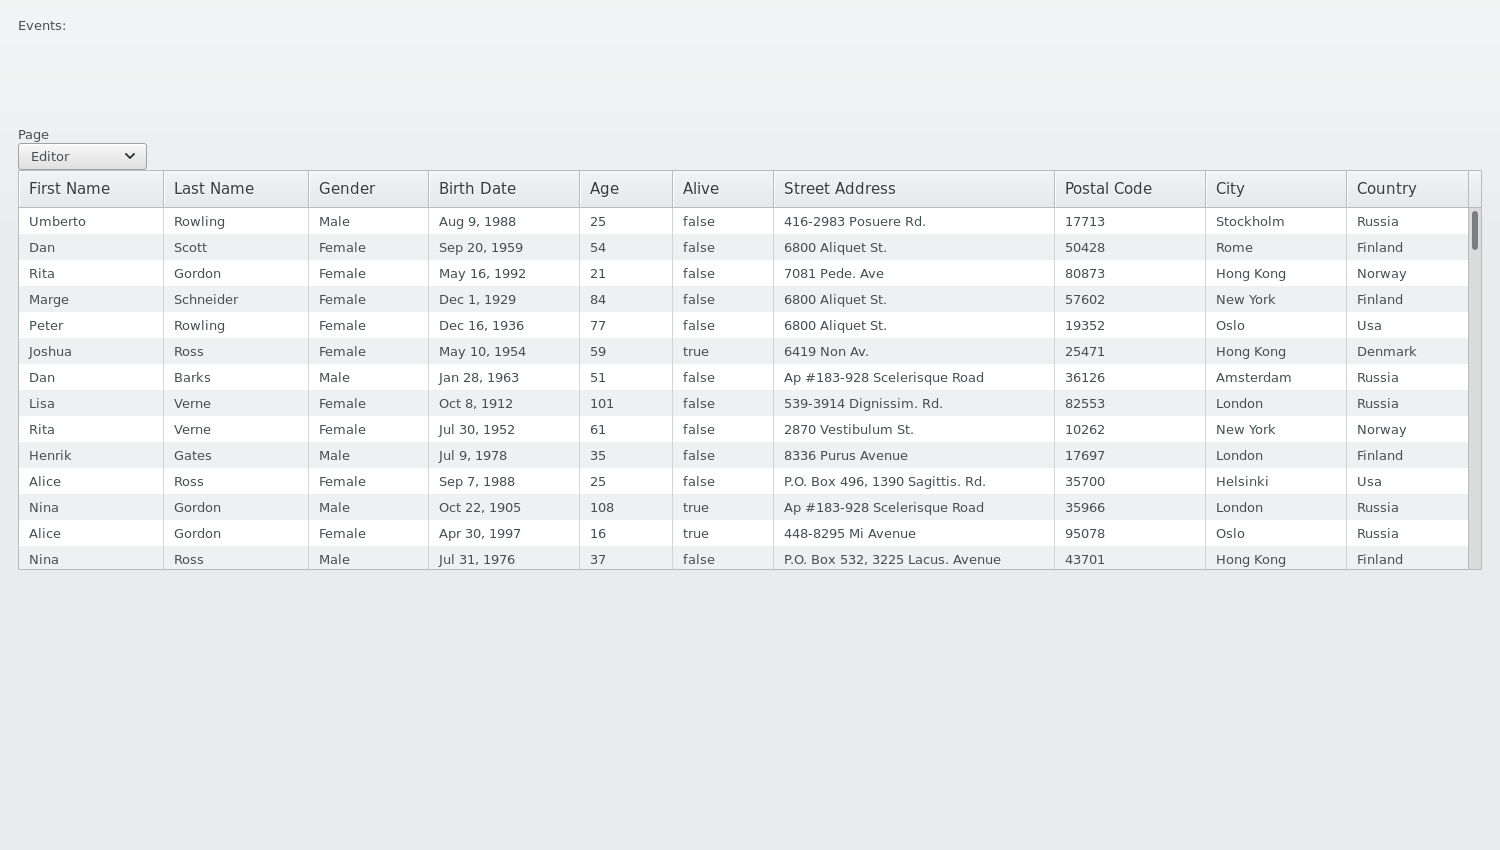 Events:
Page
Editor
First Name Last Name Gender Birth Date Age Alive Street Address Postal Code City Country
Umberto Rowling Male Aug 9, 1988 25 false 416-2983 Posuere Rd. 17713 Stockholm Russia
Dan Scott Female Sep 20, 1959 54 false 6800 Aliquet St. 50428 Rome Finland
Rita Gordon Female May 16, 1992 21 false 7081 Pede. Ave 80873 Hong Kong Norway
Marge Schneider Female Dec 1, 1929 84 false 6800 Aliquet St. 57602 New York Finland
Peter Rowling Female Dec 16, 1936 77 false 6800 Aliquet St. 19352 Oslo Usa
Joshua Ross Female May 10, 1954 59 true 6419 Non Av. 25471 Hong Kong Denmark
Dan Barks Male Jan 28, 1963 51 false Ap #183-928 Scelerisque Road 36126 Amsterdam Russia
Lisa Verne Female Oct 8, 1912 101 false 539-3914 Dignissim. Rd. 82553 London Russia
Rita Verne Female Jul 30, 1952 61 false 2870 Vestibulum St. 10262 New York Norway
Henrik Gates Male Jul 9, 1978 35 false 8336 Purus Avenue 17697 London Finland
Alice Ross Female Sep 7, 1988 25 false P.O. Box 496, 1390 Sagittis. Rd. 35700 Helsinki Usa
Nina Gordon Male Oct 22, 1905 108 true Ap #183-928 Scelerisque Road 35966 London Russia
Alice Gordon Female Apr 30, 1997 16 true 448-8295 Mi Avenue 95078 Oslo Russia
Nina Ross Male Jul 31, 1976 37 false P.O. Box 532, 3225 Lacus. Avenue 43701 Hong Kong Finland